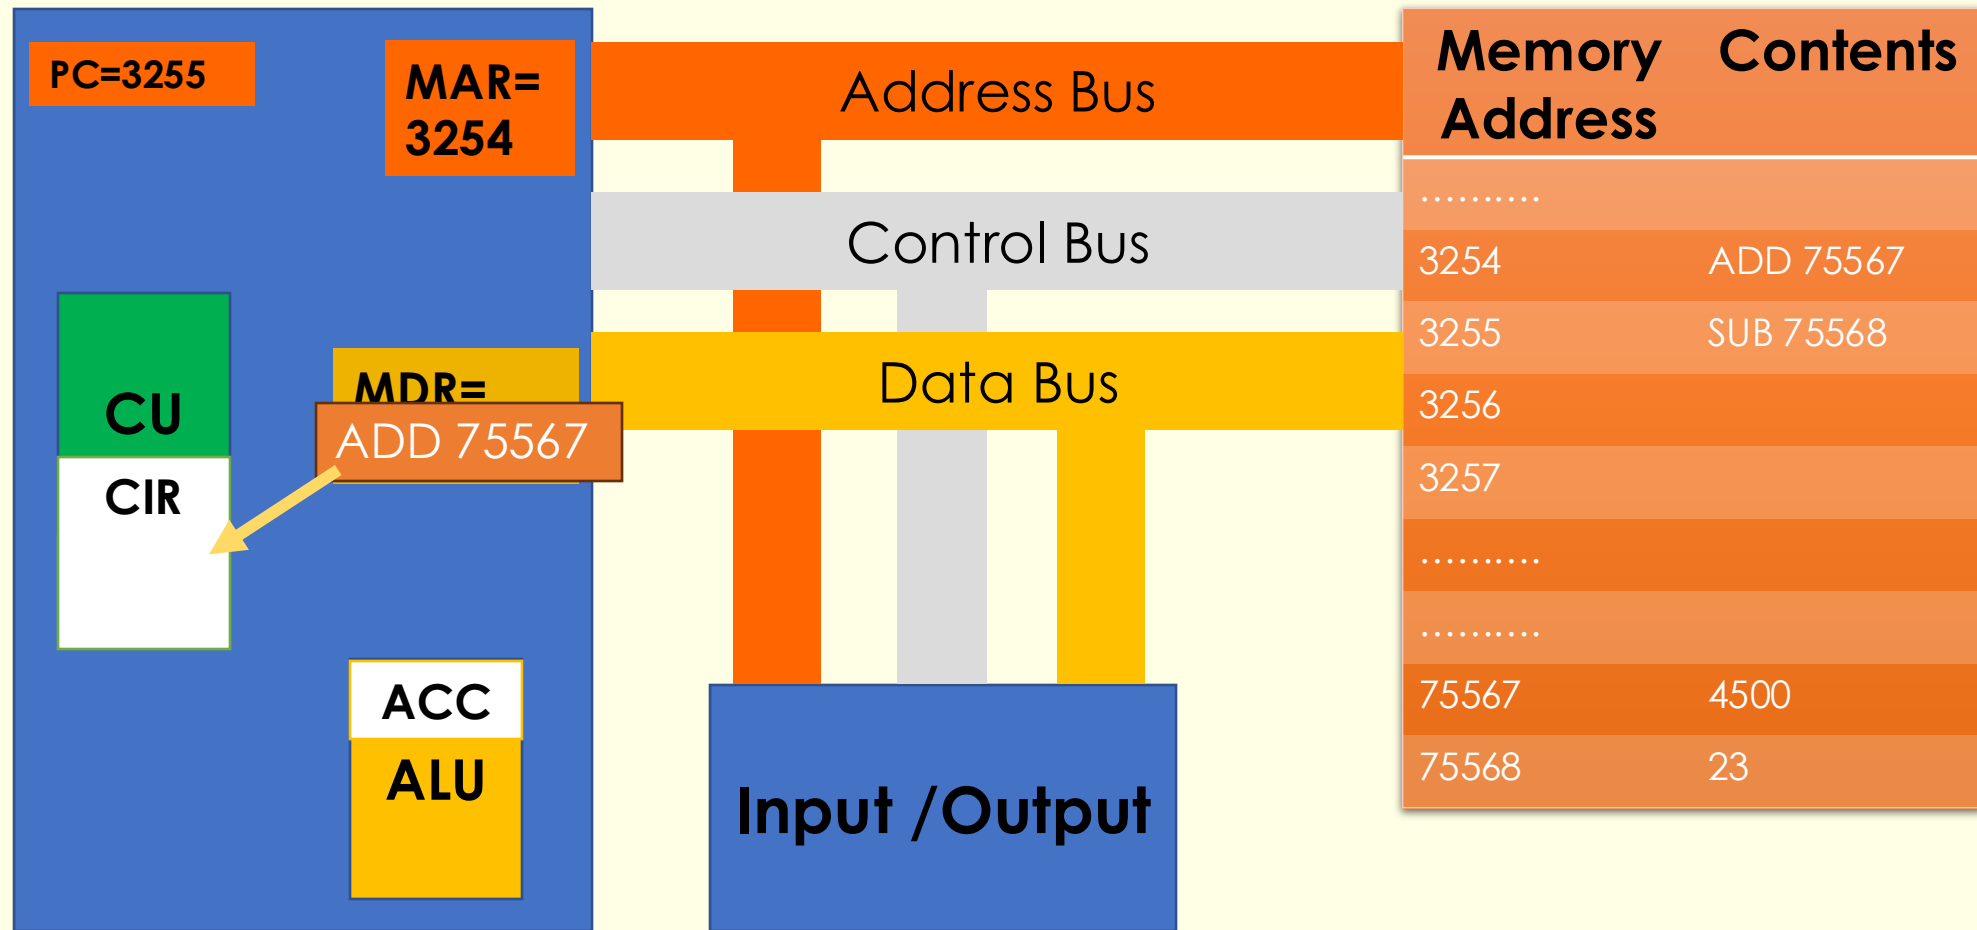 PC=3255
MAR=
3254
Address Bus
Control Bus
Data Bus
MDR=
ADD 75567
CU
CIR
ACC
ALU
Input /Output
Memory Contents
Address
..........
3254 ADD 75567
3255 SUB 75568
3256
3257
..........
..........
75567 4500
75568 23